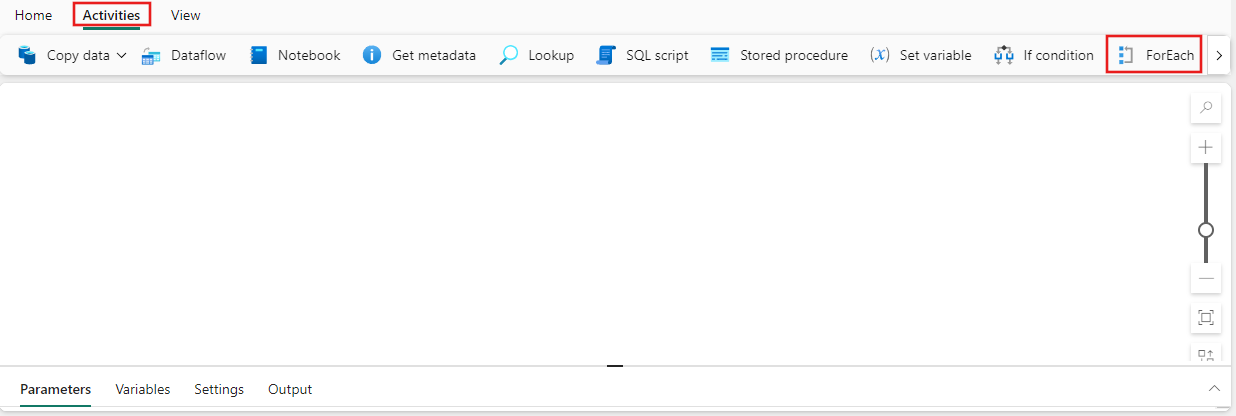 Home Activities View
Copy data Dataflow Notebook Get metadata Lookup SQL script Stored procedure (x) Set variable If condition ForEach
Parameters Variables Settings Output